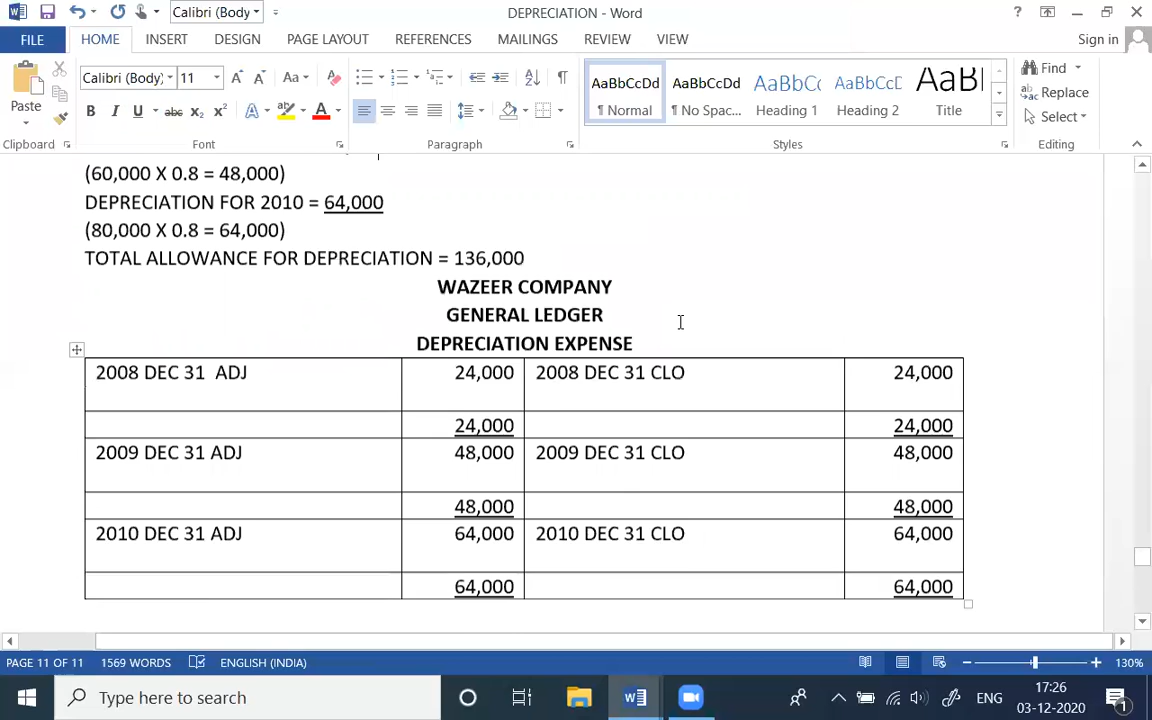 DEPRECIATION - Word
Calibri (Body
Sign in
FILE HOME INSERT DESIGN PAGE LAYOUT REFERENCES MAILINGS REVIEW VIEW
Calibri (Body) 11
Paste
AaBbCcDd AaBbCcDd AaBbCc AaBbCcD AaBl
¶ Normal ¶ No Spac... Heading 1 Heading 2 Title
Find
Replace
Select
Clipboard Font Paragraph Styles Editing
(60,000 X 0.8 = 48,000)
DEPRECIATION FOR 2010 = 64,000
(80,000 X 0.8 = 64,000)
TOTAL ALLOWANCE FOR DEPRECIATION = 136,000
WAZEER COMPANY
GENERAL LEDGER
DEPRECIATION EXPENSE
2008 DEC 31 ADJ 24,000 2008 DEC 31 CLO 24,000
24,000 24,000
2009 DEC 31 ADJ 48,000 2009 DEC 31 CLO 48,000
48,000 48,000
2010 DEC 31 ADJ 64,000 2010 DEC 31 CLO 64,000
64,000 64,000
PAGE 11 OF 11 1569 WORDS ENGLISH (INDIA) 130%
Type here to search
ENG
17:26
03-12-2020
1